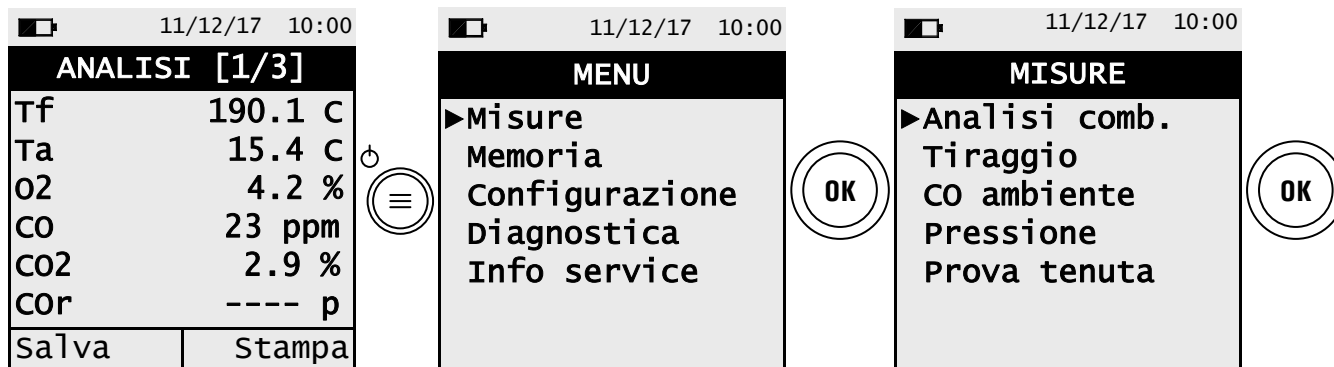 11/12/17 10:00
ANALISI [1/3]
Tf 190.1 C
Ta 15.4 C
O2 4.2 %
CO 23 ppm
CO2 2.9 %
COr ---- p
Salva Stampa
11/12/17 10:00
MENU
▶Misure
Memoria
Configurazione
Diagnostica
Info service
OK
11/12/17 10:00
MISURE
▶Analisi comb.
Tiraggio
CO ambiente
Pressione
Prova tenuta
OK